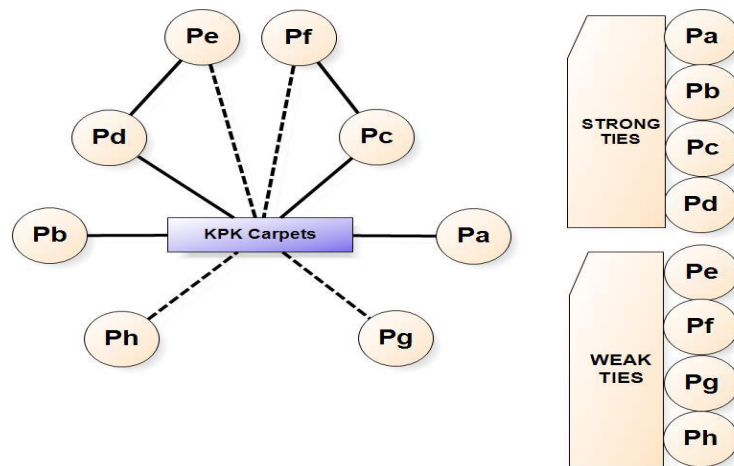 Pe
Pf
Pd
Pc
Pb
KPK Carpets
Pa
Ph
Pg
STRONG
TIES
Pa
Pb
Pc
Pd
WEAK
TIES
Pe
Pf
Pg
Ph